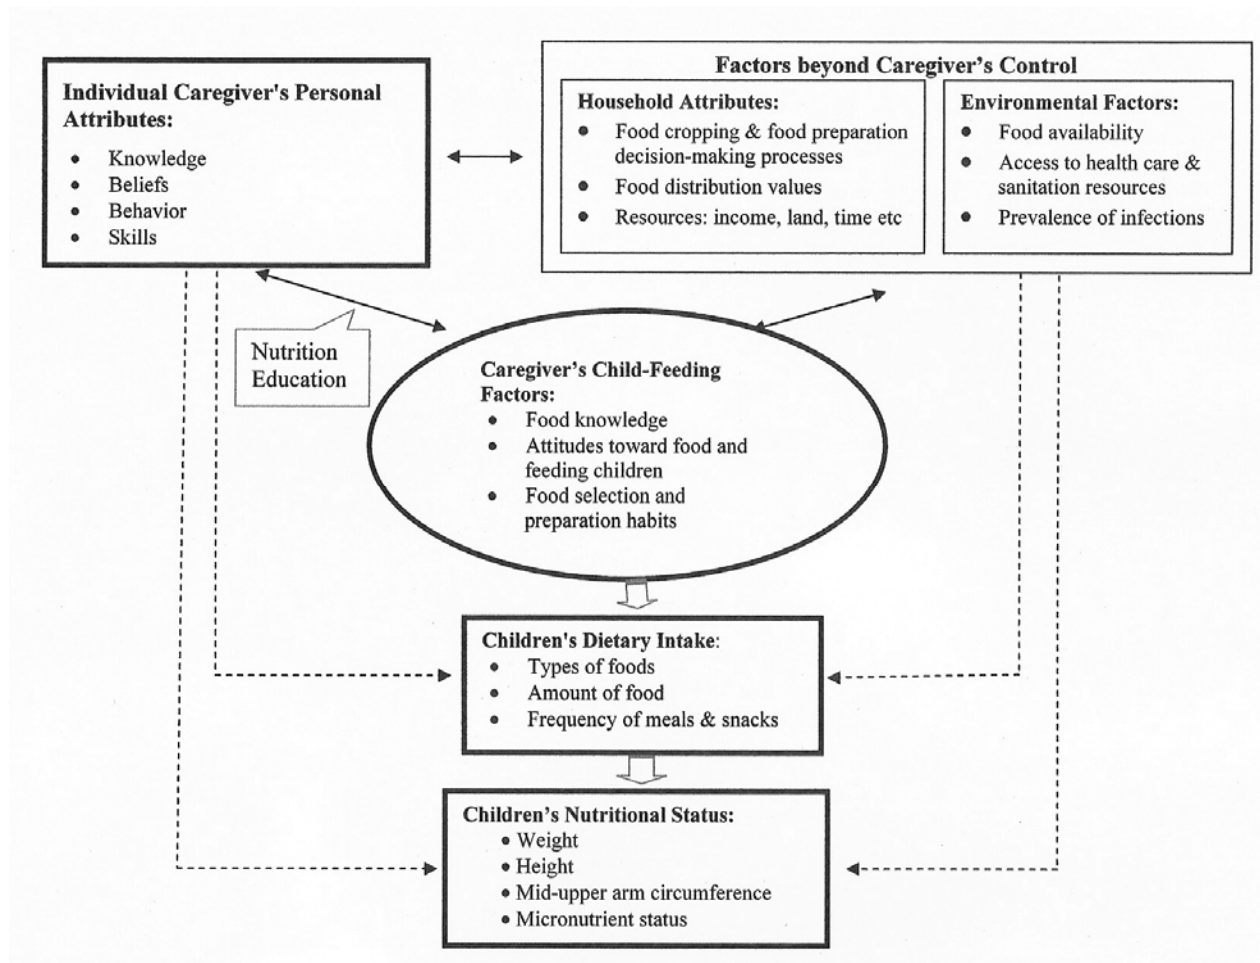 Individual Caregiver's Personal
Attributes:
• Knowledge
• Beliefs
• Behavior
• Skills
Factors beyond Caregiver's Control
Household Attributes:
• Food cropping & food preparation
decision-making processes
• Food distribution values
• Resources: income, land, time etc
Environmental Factors:
• Food availability
• Access to health care &
sanitation resources
• Prevalence of infections
Nutrition
Education
Caregiver's Child-Feeding
Factors:
• Food knowledge
• Attitudes toward food and
feeding children
• Food selection and
preparation habits
Children's Dietary Intake:
• Types of foods
• Amount of food
• Frequency of meals & snacks
Children's Nutritional Status:
• Weight
• Height
• Mid-upper arm circumference
• Micronutrient status